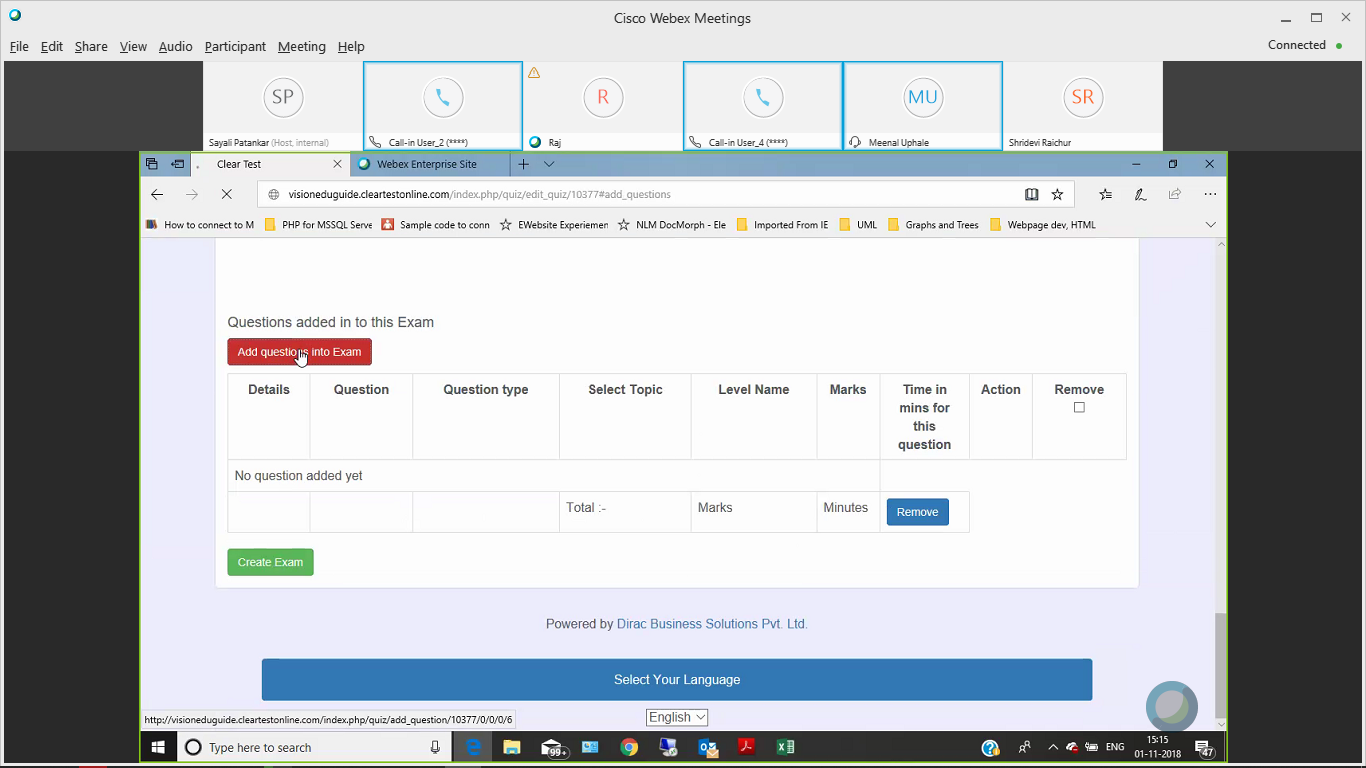 Cisco Webex Meetings
File Edit Share View Audio Participant Meeting Help
Connected
SP
R
MU
SR
Sayali Patankar (Host, internal)
Call-in User_2 (****)
Raj
Call-in User_4 (****)
Meenal Uphale
Shridevi Raichur
Clear Test
Webex Enterprise Site
visioneduguide.cleartestonline.com/index.php/quiz/edit_quiz/10377#add_questions
How to connect to M
PHP for MSSQL Serve
Sample code to conn
EWebsite Experiemen
NLM DocMorph - Ele
Imported From IE
UML
Graphs and Trees
Webpage dev, HTML
Questions added in to this Exam
Add questions into Exam
Details
Question
Question type
Select Topic
Level Name
Marks
Time in
mins for
this
question
Action
Remove
No question added yet
Total :-
Marks
Minutes
Remove
Create Exam
Powered by Dirac Business Solutions Pvt. Ltd.
Select Your Language
English
http://visioneduguide.cleartestonline.com/index.php/quiz/add_question/10377/0/0/0/6
Type here to search
99+
ENG
15:15
01-11-2018
47